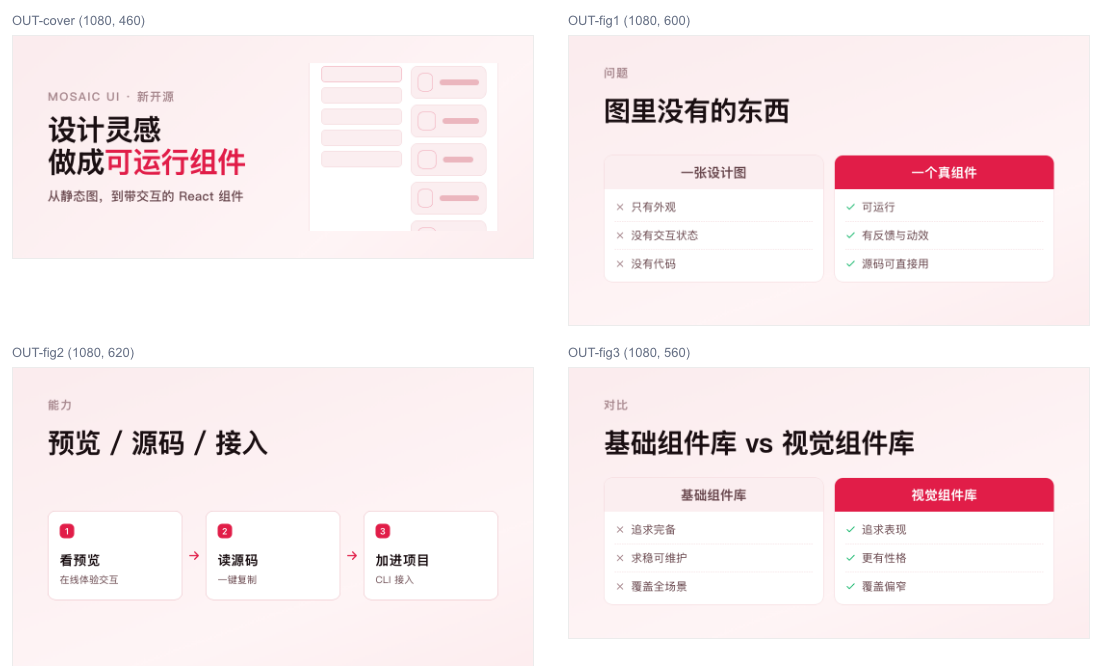 OUT-cover (1080, 460)
MOSAIC UI · 新开源
设计灵感
做成可运行组件
从静态图，到带交互的 React 组件
OUT-fig1 (1080, 600)
问题
图里没有的东西
一张设计图
× 只有外观
× 没有交互状态
× 没有代码
一个真组件
✓ 可运行
✓ 有反馈与动效
✓ 源码可直接用
OUT-fig2 (1080, 620)
能力
预览 / 源码 / 接入
1
看预览
在线体验交互
→
2
读源码
一键复制
→
3
加进项目
CLI 接入
OUT-fig3 (1080, 560)
对比
基础组件库 vs 视觉组件库
基础组件库
× 追求完备
× 求稳可维护
× 覆盖全场景
视觉组件库
✓ 追求表现
✓ 更有性格
✓ 覆盖偏窄